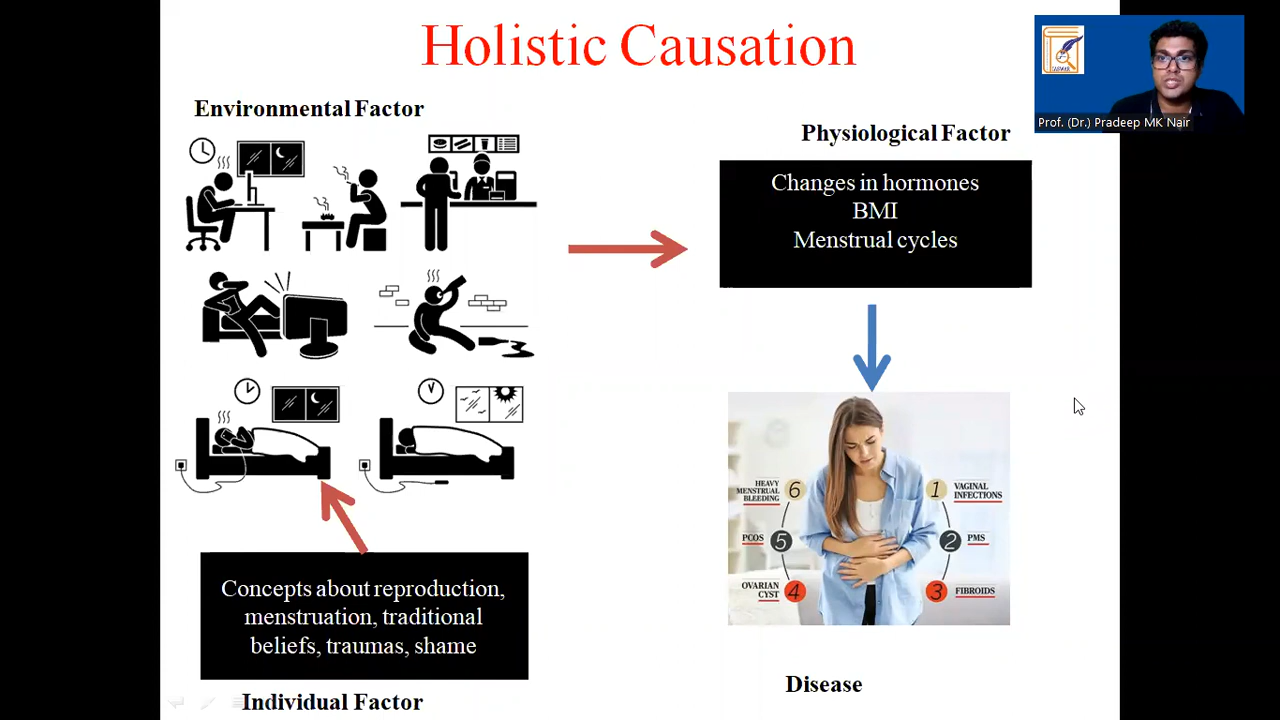 Holistic Causation
Prof. (Dr.) Pradeep MK Nair
Environmental Factor
Physiological Factor
Changes in hormones
BMI
Menstrual cycles
HEAVY
MENSTRUAL
BLEEDING
6
1
VAGINAL
INFECTIONS
PCOS
5
2
PMS
OVARIAN
CYST
4
3
FIBROIDS
Concepts about reproduction,
menstruation, traditional
beliefs, traumas, shame
Disease
Individual Factor